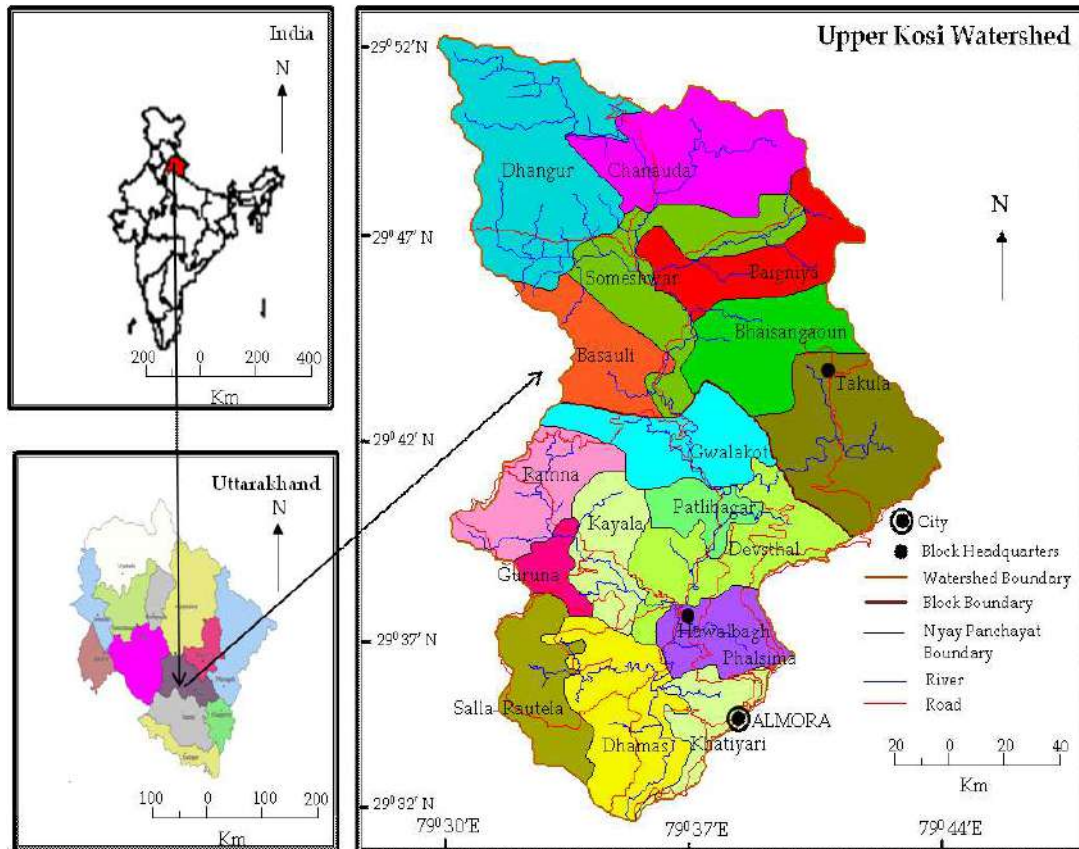 India
N
200 0 200 400
Km
Uttarakhand
N
100 0 100 200
Km
Upper Kosi Watershed
29⁰ 52′ N
Dhangur
Chanauda
N
29⁰ 47′ N
Someshwar
Paigniya
Bhaisangaoun
Basauli
Takula
29⁰ 42′ N
Gwalakot
Ramna
Patlibagar
Kayala
Devsthal
Guruna
City
Block Headquarters
Watershed Boundary
Block Boundary
Nyay Panchayat
Boundary
River
Road
Hawalbagh
29⁰ 37′ N
Phalsima
Salla-Rautela
ALMORA
Dhamas
Khatiyari
20 0 20 40
Km
29⁰ 32′ N
79⁰ 30′E
79⁰ 37′E
79⁰ 44′E